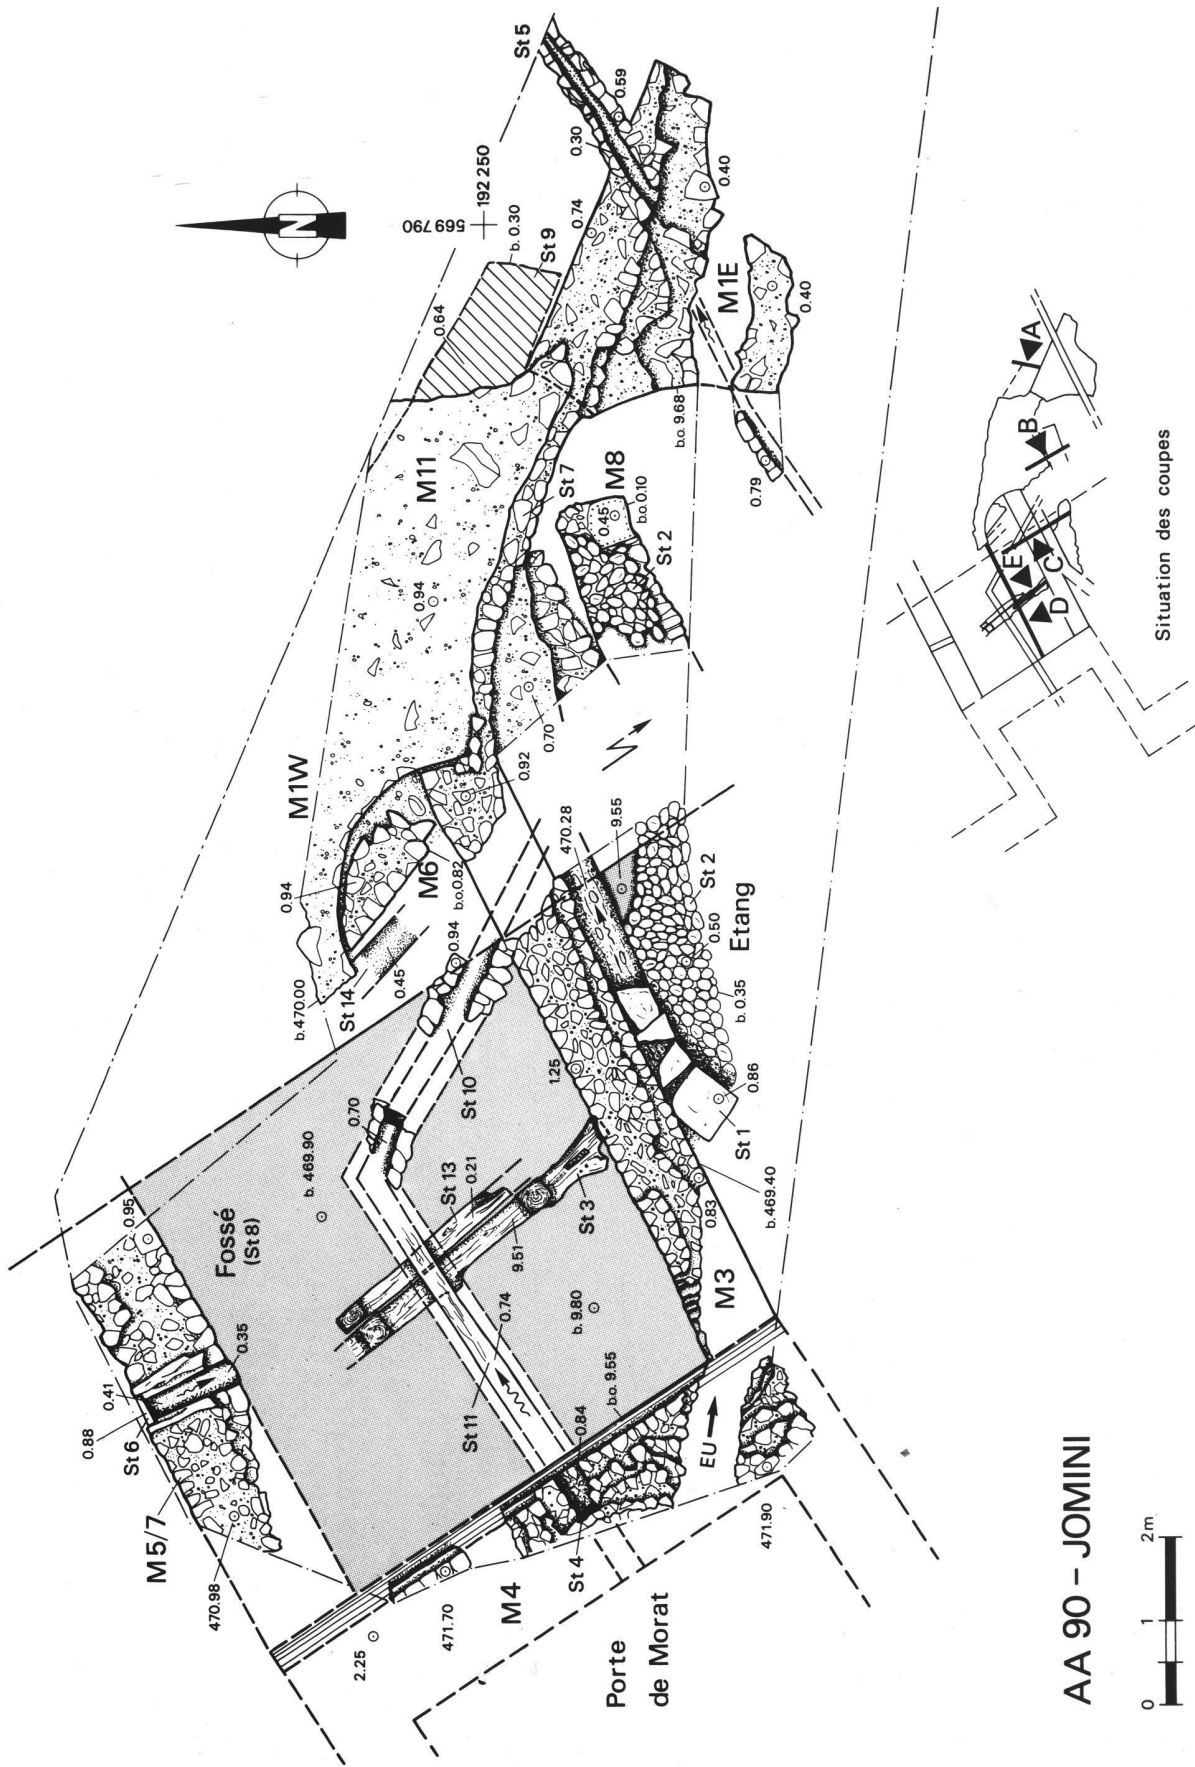 St 5
0.59
0.30
0.74
0.40
569 790
192 250
b. 0.30
St 9
0.64
N
M1E
0.40
b.o. 9.68
0.79
M11
0.94
St 7
M8
0.45
b.o. 0.10
St 2
0.70
0.92
M1W
0.94
M6
b.o.0.82
b.470.00
St 14
0.45
0.94
470.28
9.55
St 2
0.50
Etang
b. 0.35
0.86
St 1
1.25
St 10
0.70
b. 469.90
Fossé
(St 8)
0.95
St 13
0.21
9.51
St 3
0.83
b.469.40
M3
b. 9.80
0.74
St 11
b.o. 9.55
0.84
EU
0.35
0.41
0.88
St 6
M 5/7
470.98
St 4
471.90
M4
471.70
2.25
Porte
de Morat
A
B
C
D
E
Situation des coupes
AA 90 – JOMINI
0 1 2m